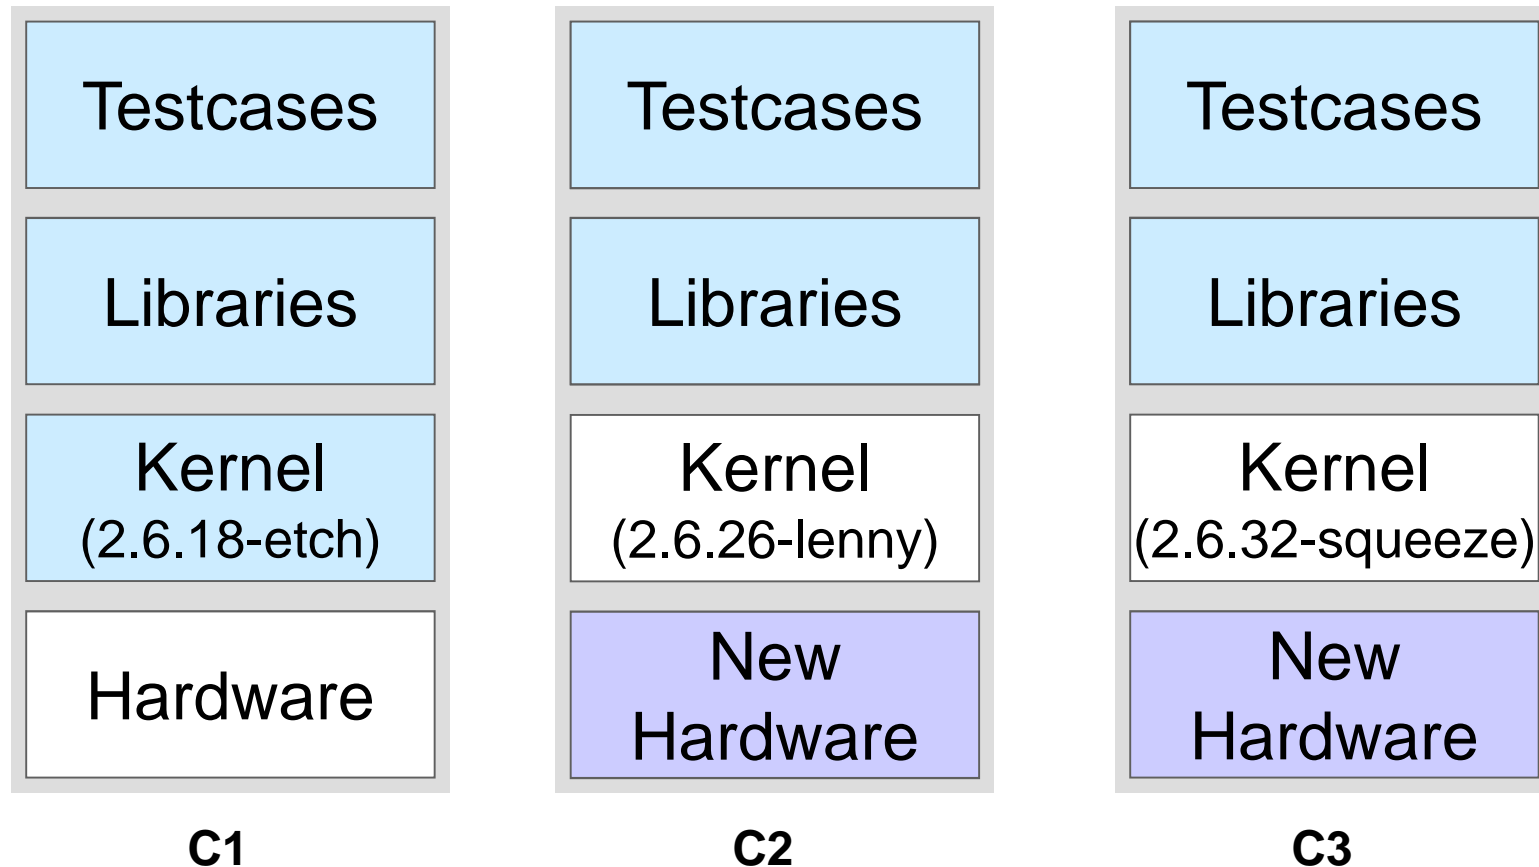 Testcases
Libraries
Kernel
(2.6.18-etch)
Hardware
C1
Testcases
Libraries
Kernel
(2.6.26-lenny)
New
Hardware
C2
Testcases
Libraries
Kernel
(2.6.32-squeeze)
New
Hardware
C3